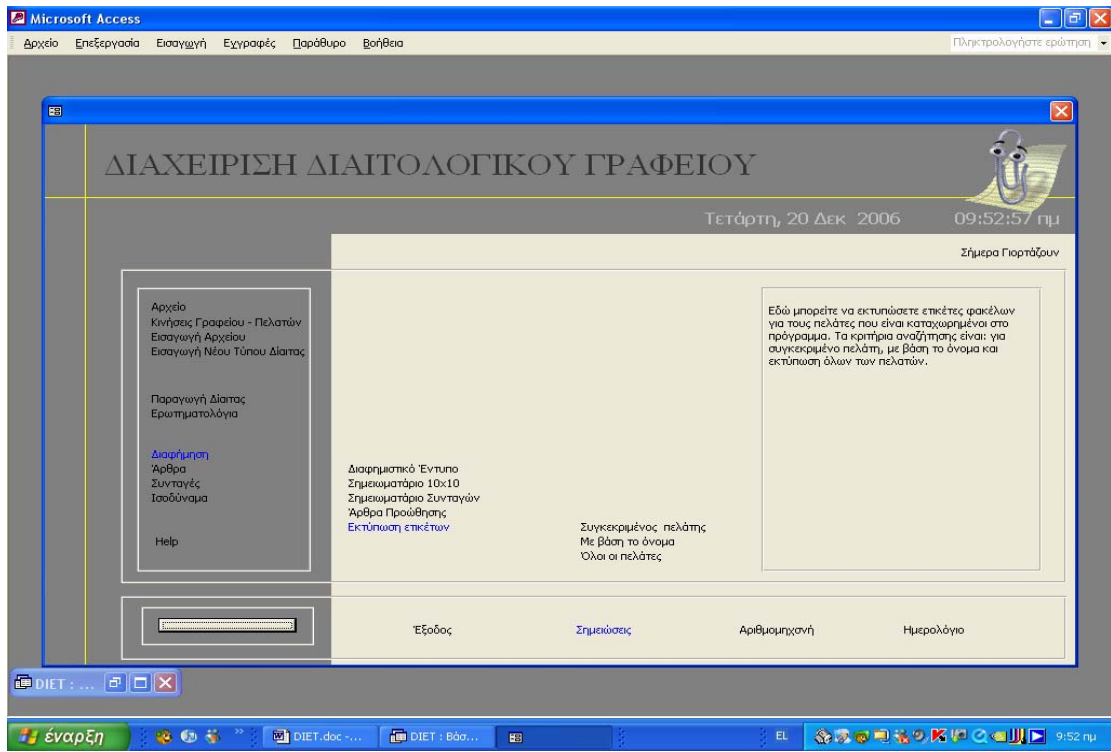 Microsoft Access
Αρχείο Επεξεργασία Εισαγωγή Εγγραφές Παράθυρο Βοήθεια Πληκτρολογήστε ερώτηση
ΔΙΑΧΕΙΡΙΣΗ ΔΙΑΙΤΟΛΟΓΙΚΟΥ ΓΡΑΦΕΙΟΥ
Τετάρτη, 20 Δεκ 2006 09:52:57 πμ
Σήμερα Γιορτάζουν
Αρχείο
Κινήσεις Γραφείου - Πελατών
Εισαγωγή Αρχείου
Εισαγωγή Νέου Τύπου Δίαιτας
Παραγωγή Δίαιτας
Ερωτηματολόγια
Διαφήμηση
Άρθρα
Συνταγές
Ισοδύναμα
Help
Διαφημιστικό Έντυπο
Σημειωματάριο 10x10
Σημειωματάριο Συνταγών
Άρθρα Προώθησης
Εκτύπωση ετικέτων
Συγκεκριμένος πελάτης
Με βάση το όνομα
Όλοι οι πελάτες
Εδώ μπορείτε να εκτυπώσετε ετικέτες φακέλων
για τους πελάτες που είναι καταχωρημένοι στο
πρόγραμμα. Τα κριτήρια αναζήτησης είναι: για
συγκεκριμένο πελάτη, με βάση το όνομα και
εκτύπωση όλων των πελατών.
Έξοδος Σημειώσεις Αριθμομηχανή Ημερολόγιο
DIET : ...
έναρξη DIET.doc -... DIET : Βάσ... EL 9:52 πμ